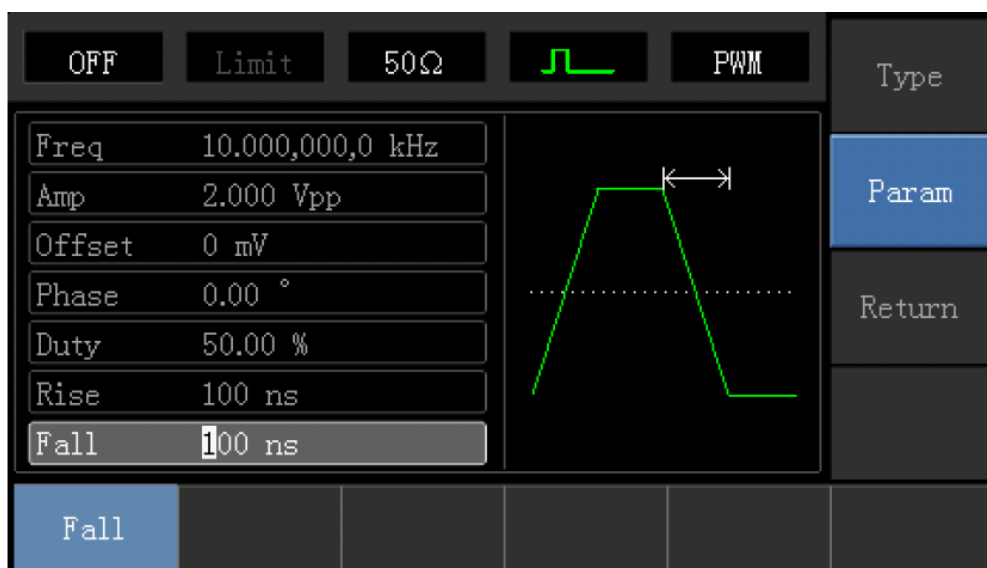 OFF Limit 50Ω PWM
Type
Freq 10.000,000,0 kHz
Amp 2.000 Vpp
Param
Offset 0 mV
Phase 0.00 °
Return
Duty 50.00 %
Rise 100 ns
Fall 100 ns
Fall